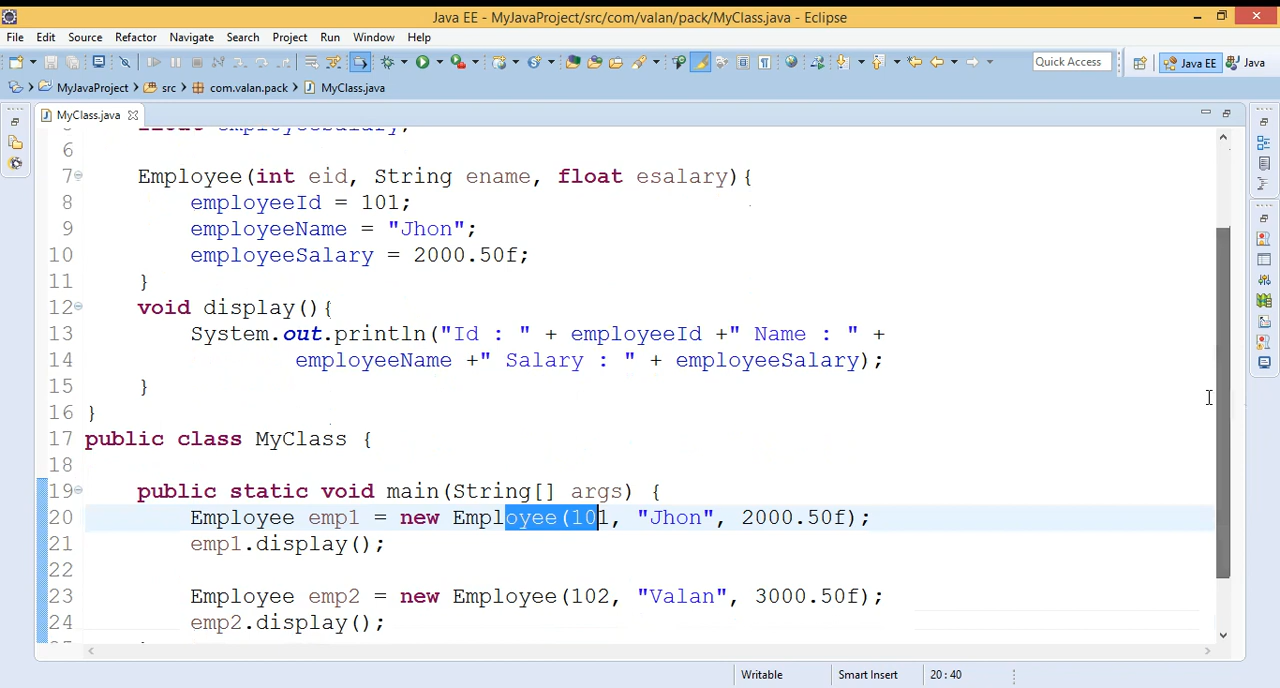 Java EE - MyJavaProject/src/com/valan/pack/MyClass.java - Eclipse
File Edit Source Refactor Navigate Search Project Run Window Help
Quick Access Java EE Java
MyJavaProject src com.valan.pack MyClass.java
MyClass.java
float employeeSalary;
6
7 Employee(int eid, String ename, float esalary){
8 employeeId = 101;
9 employeeName = "Jhon";
10 employeeSalary = 2000.50f;
11 }
12 void display(){
13 System.out.println("Id : " + employeeId +" Name : " +
14 employeeName +" Salary : " + employeeSalary);
15 }
16 }
17 public class MyClass {
18
19 public static void main(String[] args) {
20 Employee emp1 = new Employee(101, "Jhon", 2000.50f);
21 emp1.display();
22
23 Employee emp2 = new Employee(102, "Valan", 3000.50f);
24 emp2.display();
Writable Smart Insert 20:40